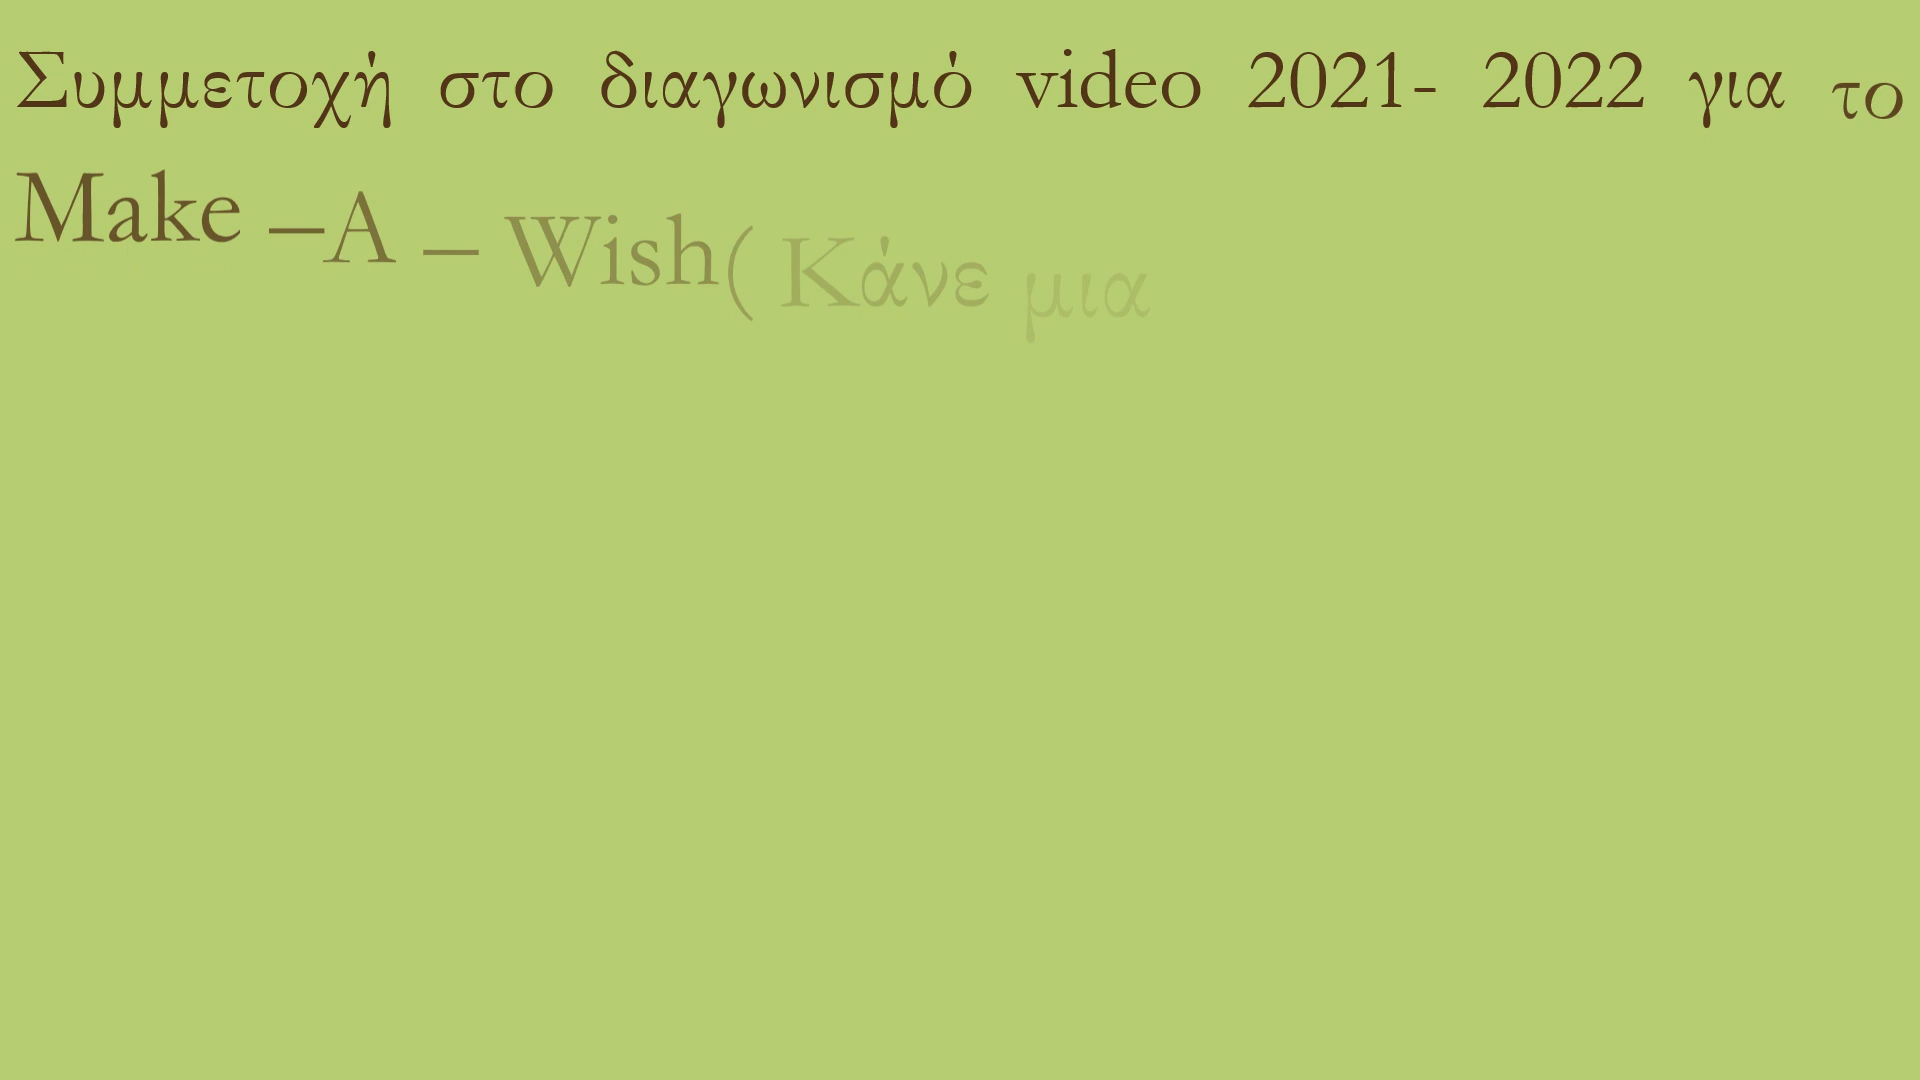 Συμμετοχή στο διαγωνισμό video 2021- 2022 για το
Make –A – Wish( Κάνε μια